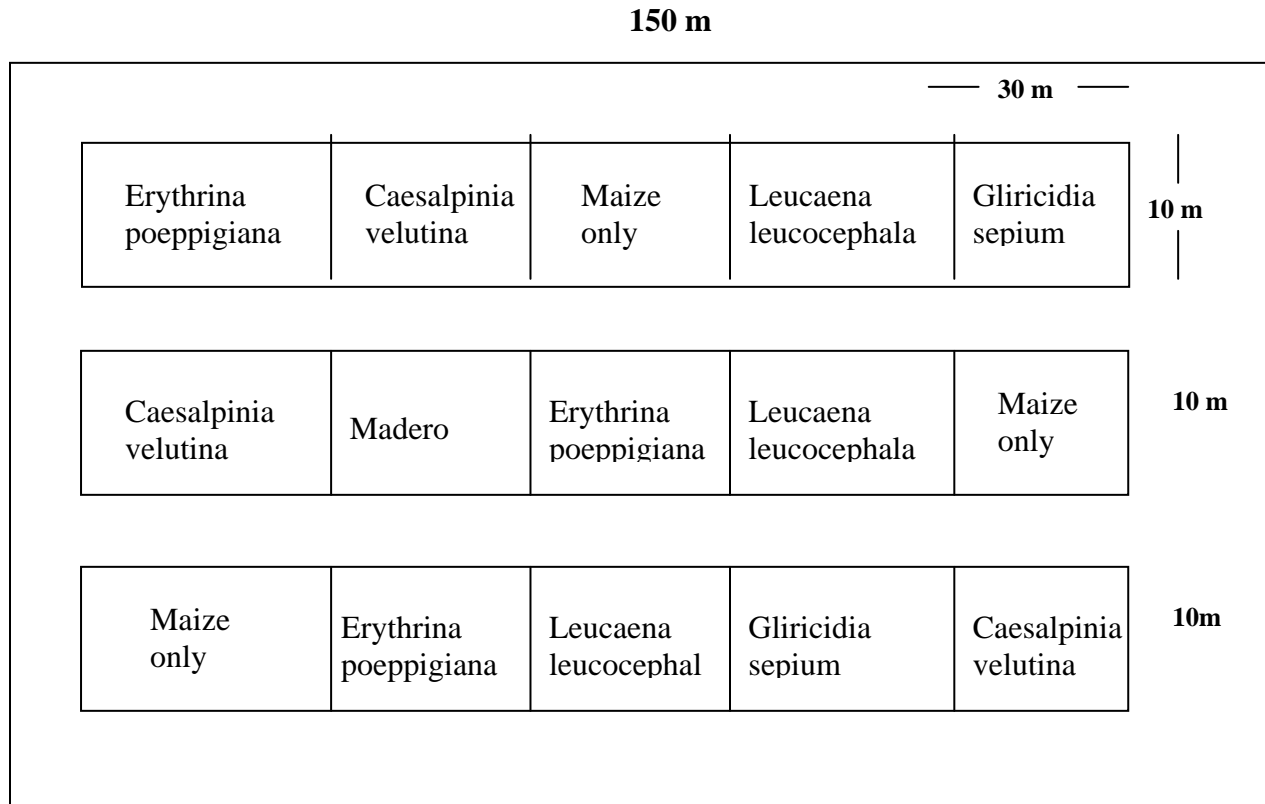 150 m
30 m
Erythrina
poeppigiana
Caesalpinia
velutina
Maize
only
Leucaena
leucocephala
Gliricidia
sepium
10 m
Caesalpinia
velutina
Madero
Erythrina
poeppigiana
Leucaena
leucocephala
Maize
only
10 m
Maize
only
Erythrina
poeppigiana
Leucaena
leucocephal
Gliricidia
sepium
Caesalpinia
velutina
10m